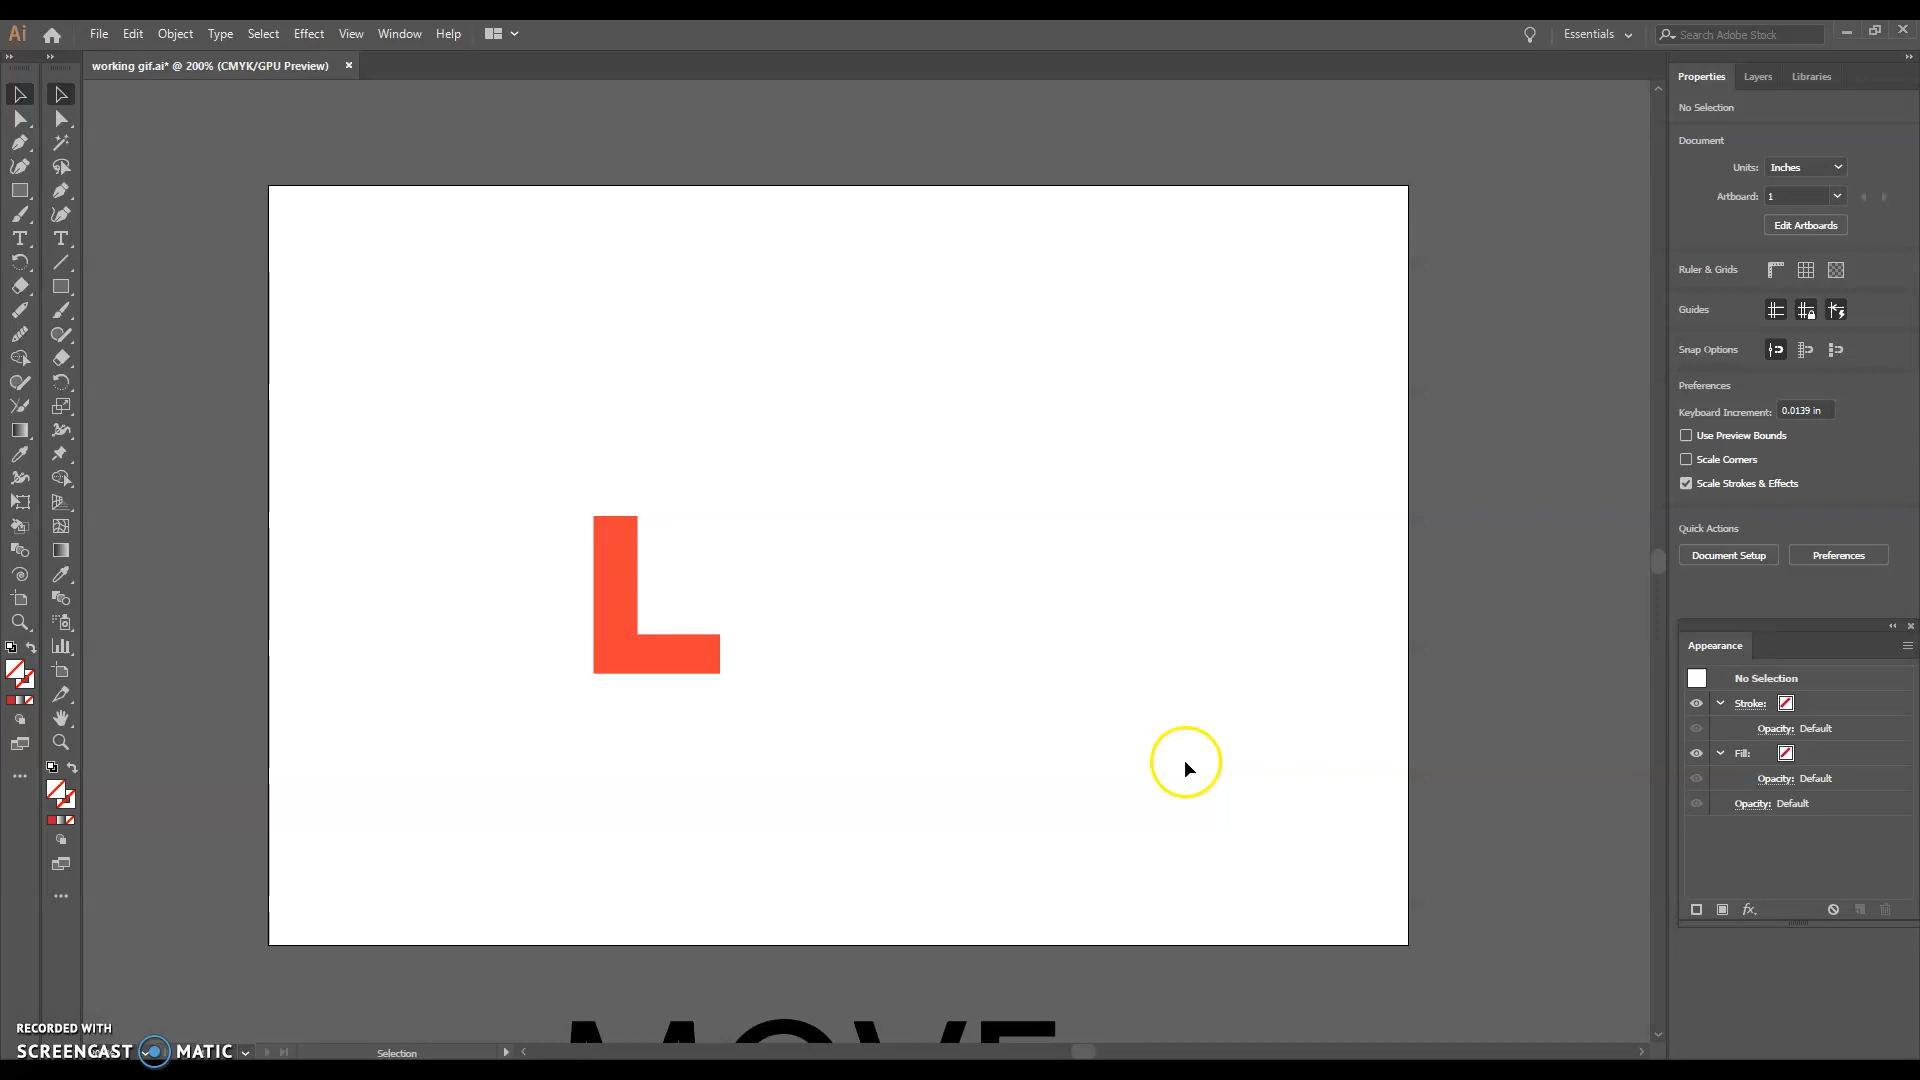 Ai File Edit Object Type Select Effect View Window Help Essentials Search Adobe Stock
working gif.ai* @ 200% (CMYK/GPU Preview) ×
Properties Layers Libraries
No Selection
Document
Units: Inches
Artboard: 1
Edit Artboards
Ruler & Grids
Guides
Snap Options
Preferences
Keyboard Increment: 0.0139 in
Use Preview Bounds
Scale Corners
Scale Strokes & Effects
Quick Actions
Document Setup Preferences
Appearance
No Selection
Stroke:
Opacity: Default
Fill:
Opacity: Default
Opacity: Default
fx.
L
MOVE
RECORDED WITH
SCREENCAST MATIC
Selection